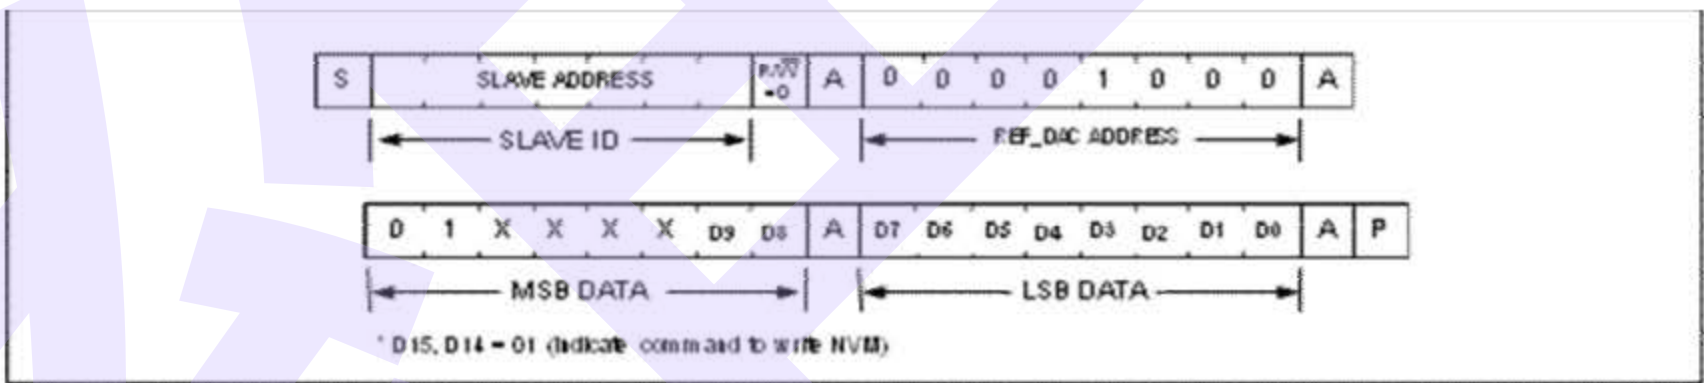 S SLAVE ADDRESS R/W =0 A 0 0 0 0 1 0 0 0 A
SLAVE ID REF_DAC ADDRESS
0 1 X X X X D9 D8 A D7 D6 D5 D4 D3 D2 D1 D0 A P
MSB DATA LSB DATA
* D15, D14 = 01 (Indicate command to write NVM)